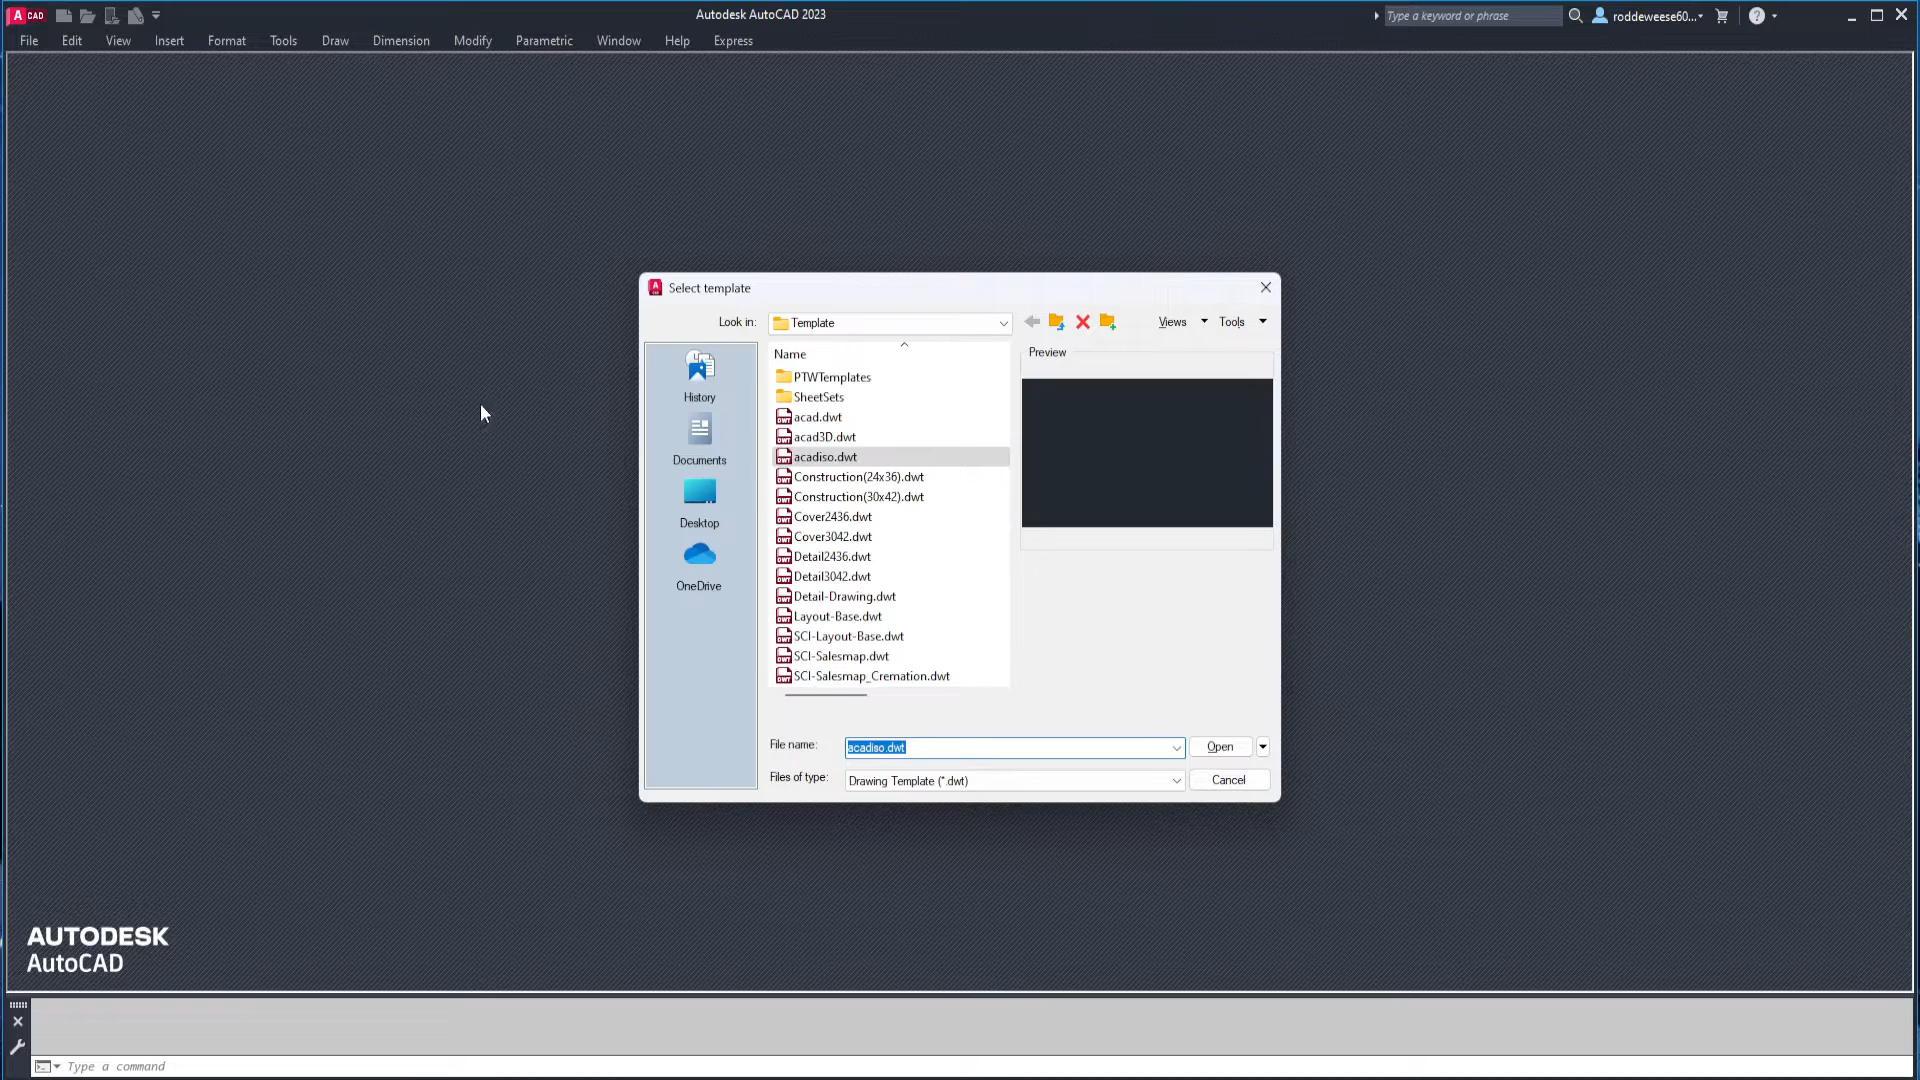 A CAD
Autodesk AutoCAD 2023
Type a keyword or phrase
roddeweese60...
File Edit View Insert Format Tools Draw Dimension Modify Parametric Window Help Express
Select template
Look in: Template
Views Tools
History
Documents
Desktop
OneDrive
Name
PTWTemplates
SheetSets
acad.dwt
acad3D.dwt
acadiso.dwt
Construction(24x36).dwt
Construction(30x42).dwt
Cover2436.dwt
Cover3042.dwt
Detail2436.dwt
Detail3042.dwt
Detail-Drawing.dwt
Layout-Base.dwt
SCI-Layout-Base.dwt
SCI-Salesmap.dwt
SCI-Salesmap_Cremation.dwt
Preview
File name: acadiso.dwt Open
Files of type: Drawing Template (*.dwt) Cancel
AUTODESK
AutoCAD
Type a command